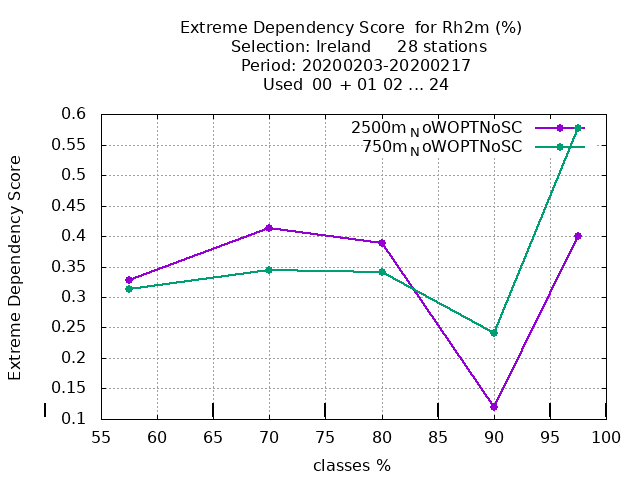 Extreme Dependency Score  for Rh2m (%)
Selection: Ireland     28 stations
Period: 20200203-20200217
Used  00 + 01 02 ... 24
0.6
0.55
0.5
0.45
0.4
0.35
0.3
0.25
0.2
0.15
0.1
Extreme Dependency Score
2500m_NoWOPTNoSC
750m_NoWOPTNoSC
55 60 65 70 75 80 85 90 95 100
classes %